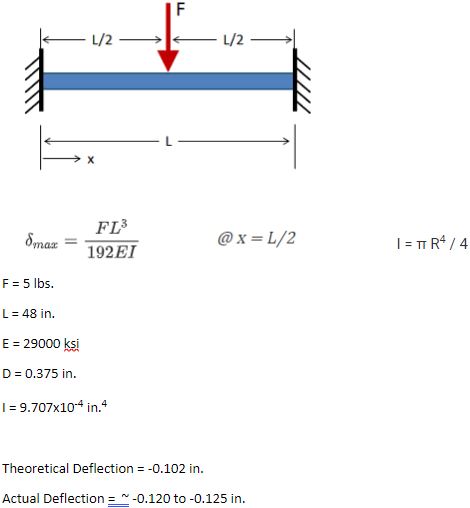 F
L/2 L/2
L
x
δmax = FL³ / 192EI @ x = L/2 I = π R⁴ / 4
F = 5 lbs.
L = 48 in.
E = 29000 ksi
D = 0.375 in.
I = 9.707x10⁻⁴ in.⁴
Theoretical Deflection = -0.102 in.
Actual Deflection = ~ -0.120 to -0.125 in.